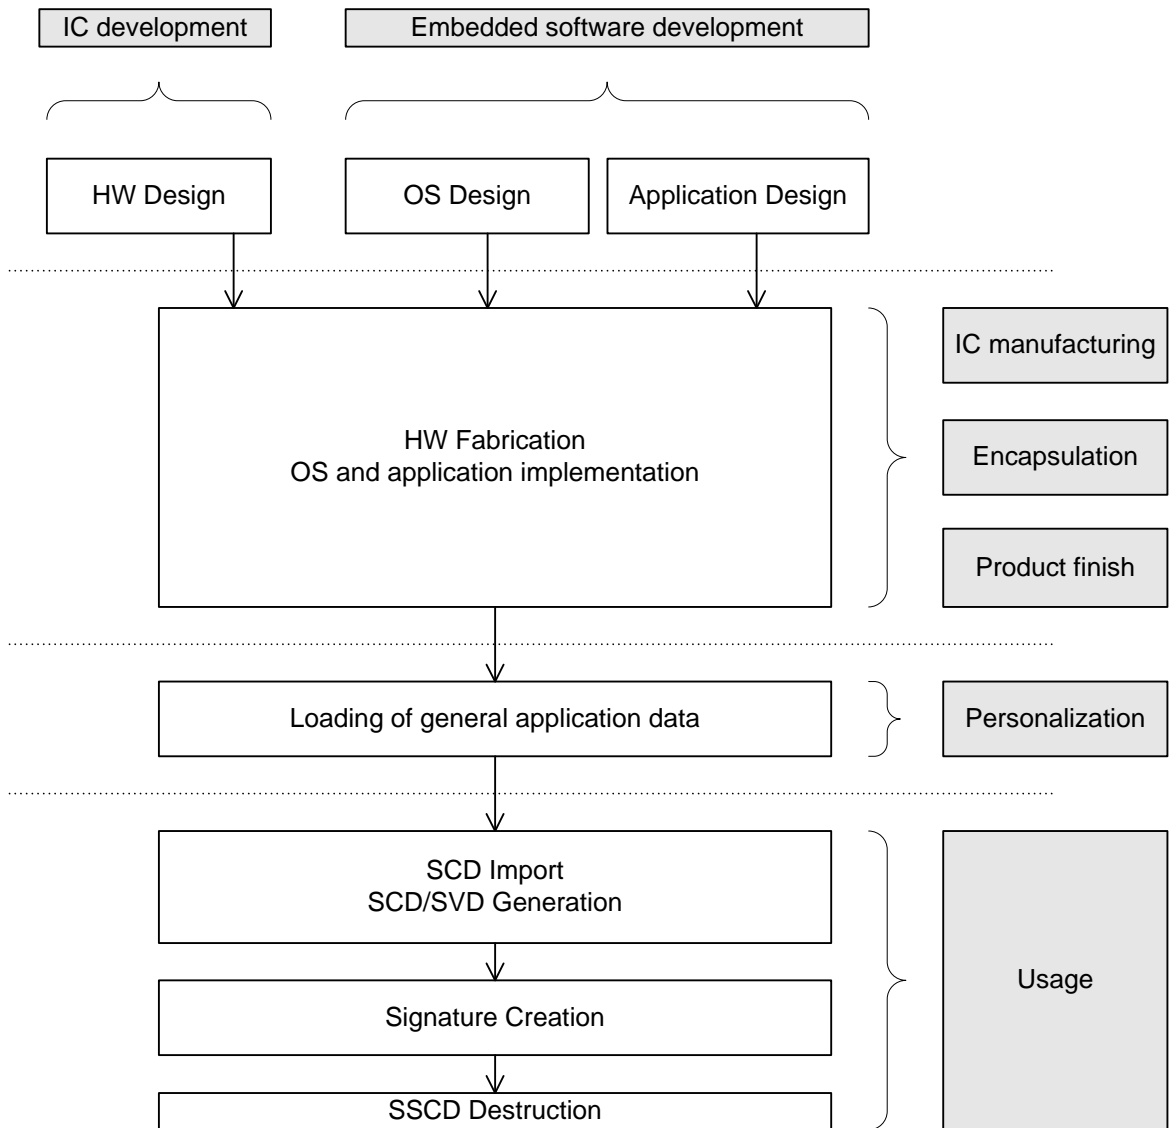 IC development
Embedded software development
HW Design
OS Design
Application Design
HW Fabrication
OS and application implementation
IC manufacturing
Encapsulation
Product finish
Loading of general application data
Personalization
SCD Import
SCD/SVD Generation
Usage
Signature Creation
SSCD Destruction